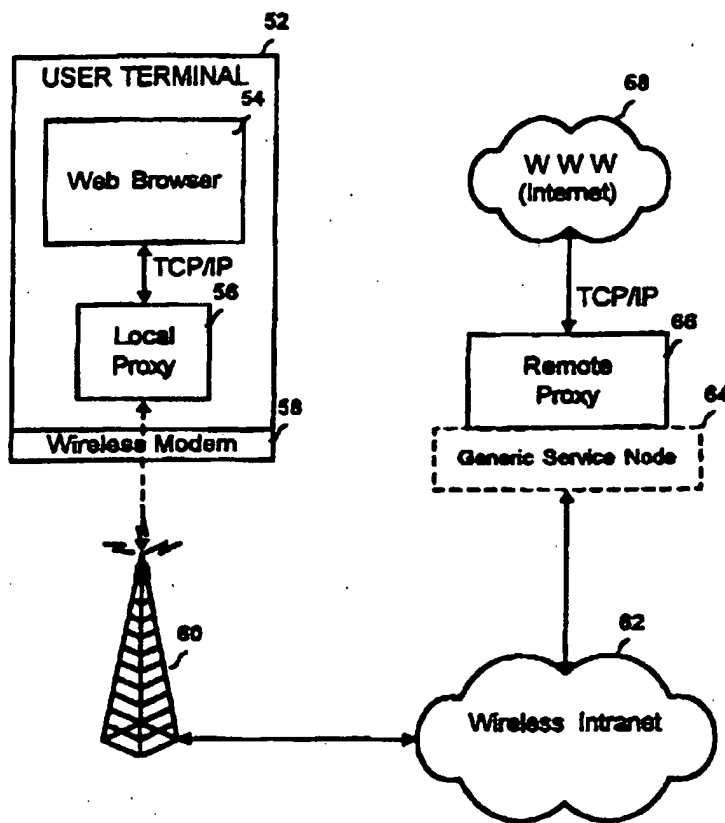 52
USER TERMINAL
54
Web Browser
TCP/IP
56
Local
Proxy
58
Wireless Modem
60
68
W W W
(Internet)
TCP/IP
66
Remote
Proxy
64
Generic Service Node
62
Wireless Intranet